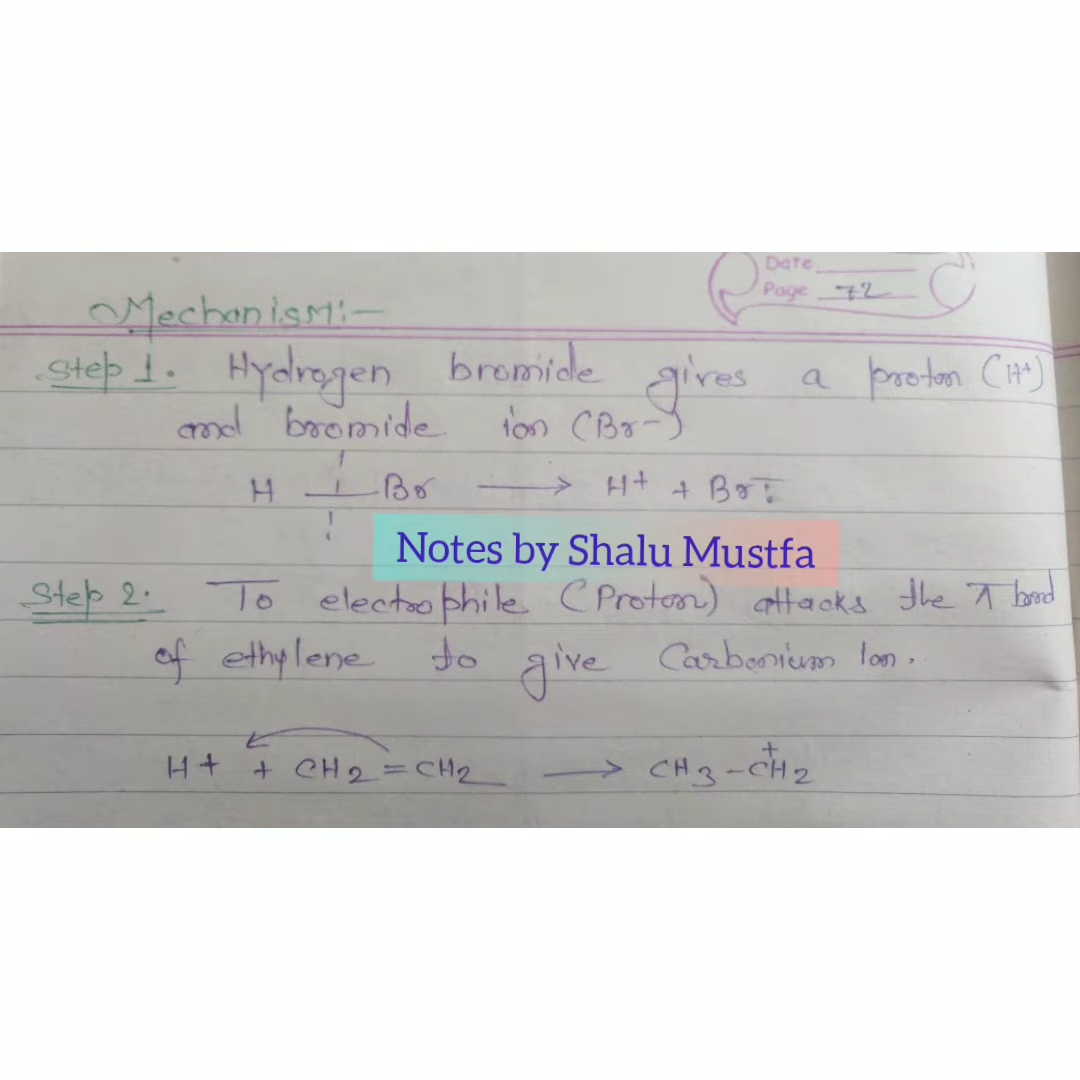 Date
Page 72
Mechanism:-
Step 1. Hydrogen bromide gives a proton (H+)
and bromide ion (Br-)
H — Br → H+ + Br:-
Notes by Shalu Mustfa
Step 2. To electrophile (Proton) attacks the π bond
of ethylene to give Carbonium Ion.
H+ + CH2=CH2 → CH3-C+H2